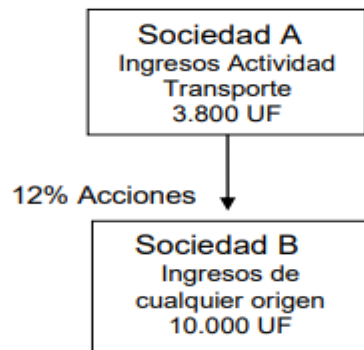 Sociedad A
Ingresos Actividad
Transporte
3.800 UF
12% Acciones
Sociedad B
Ingresos de
cualquier origen
10.000 UF